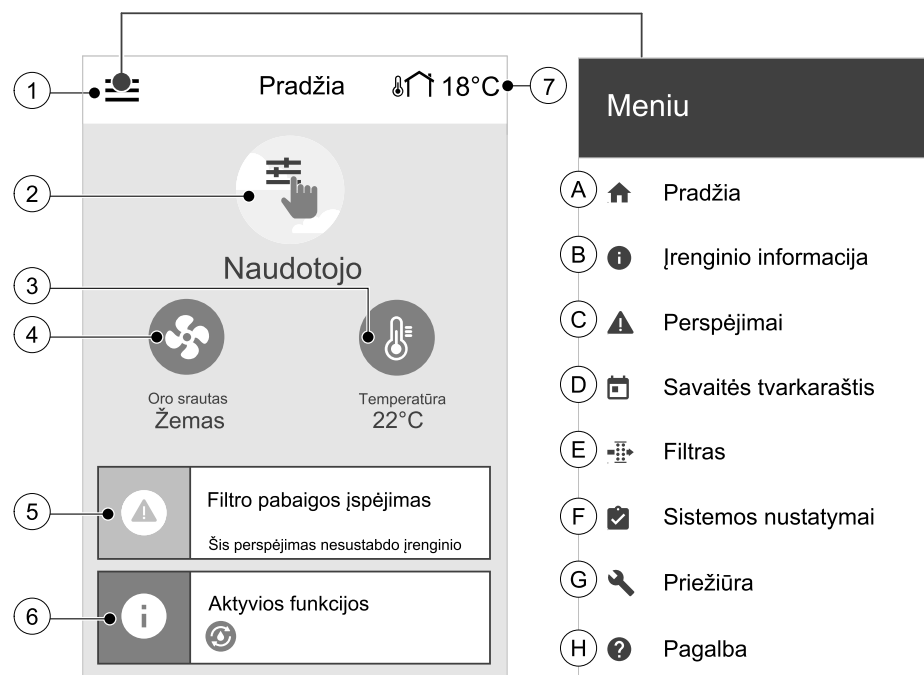 1
Pradžia
18°C
7
2
Naudotojo
3
4
Oro srautas
Žemas
Temperatūra
22°C
5
Filtro pabaigos įspėjimas
Šis perspėjimas nesustabdo įrenginio
6
Aktyvios funkcijos
Meniu
A Pradžia
B Įrenginio informacija
C Perspėjimai
D Savaitės tvarkaraštis
E Filtras
F Sistemos nustatymai
G Priežiūra
H Pagalba